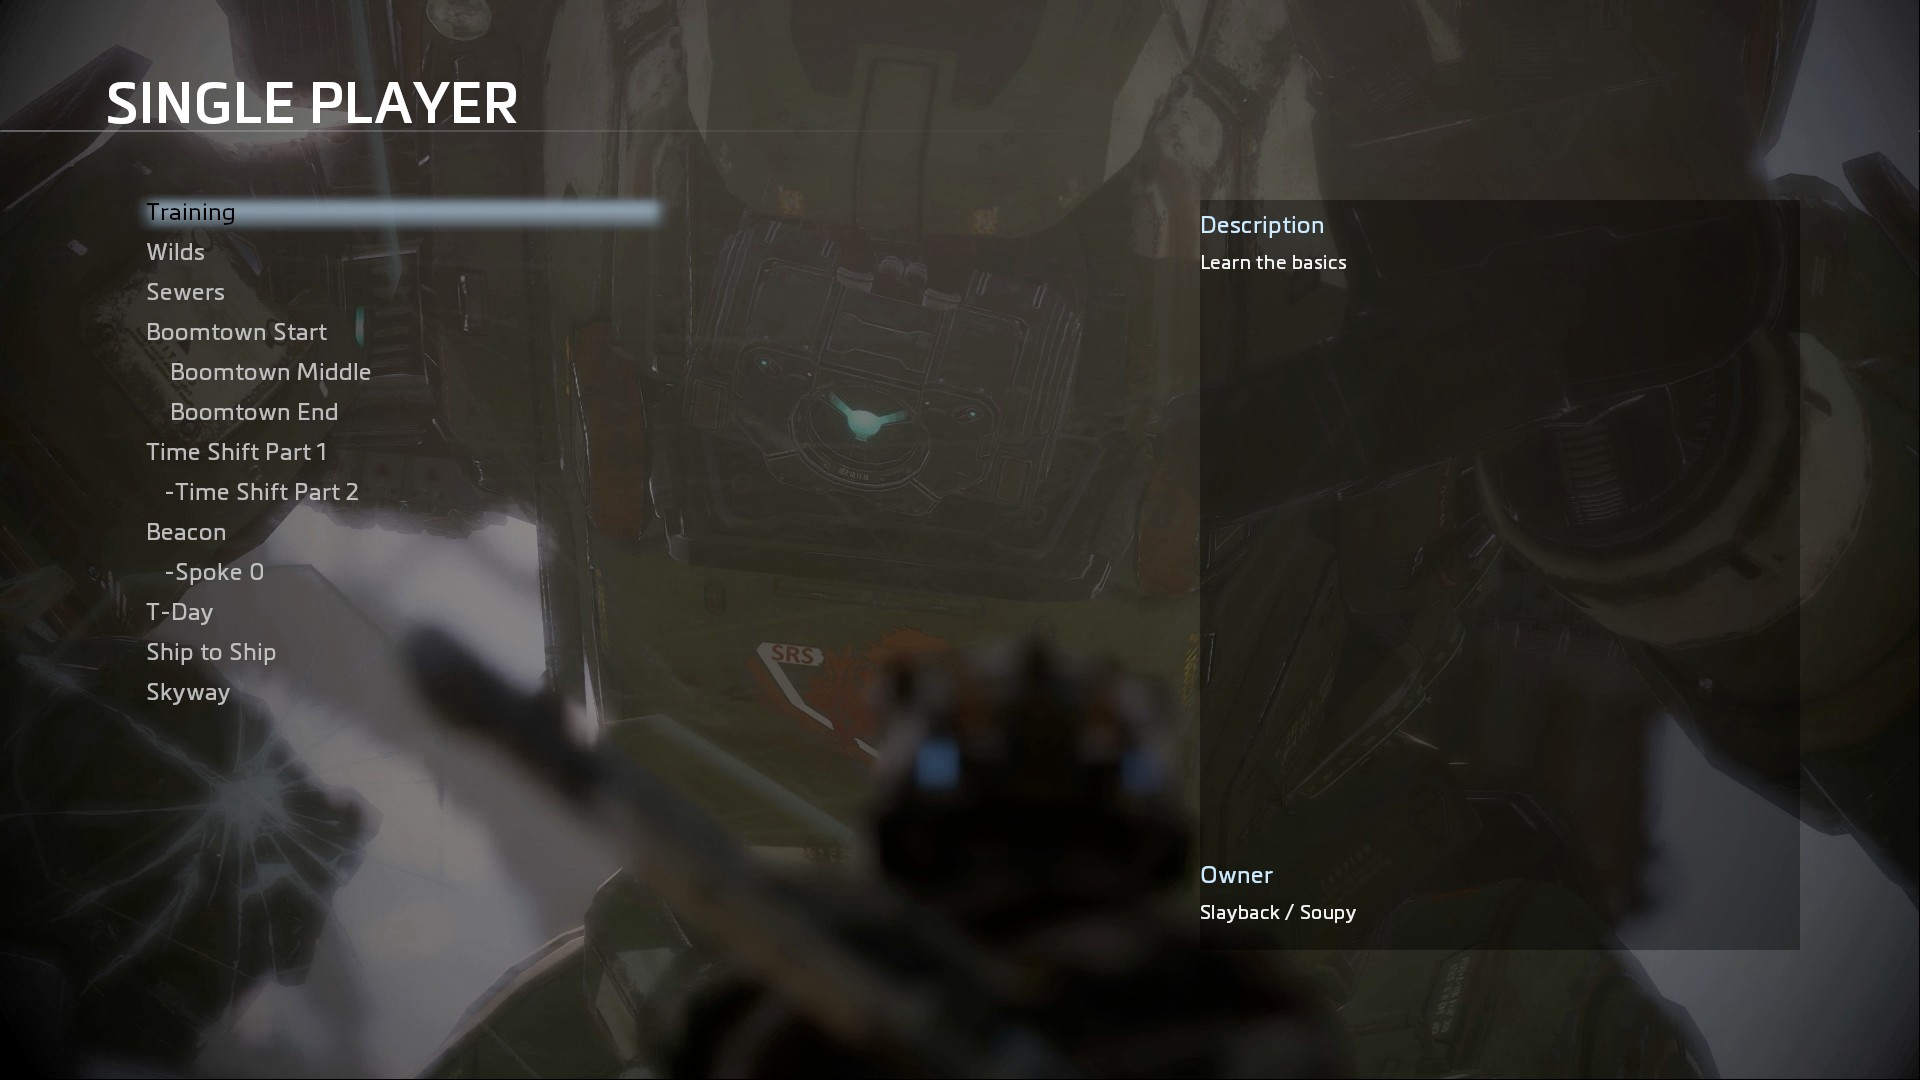 SINGLE PLAYER
Training
Wilds
Sewers
Boomtown Start
Boomtown Middle
Boomtown End
Time Shift Part 1
-Time Shift Part 2
Beacon
-Spoke 0
T-Day
Ship to Ship
Skyway
Description
Learn the basics
Owner
Slayback / Soupy
SRS